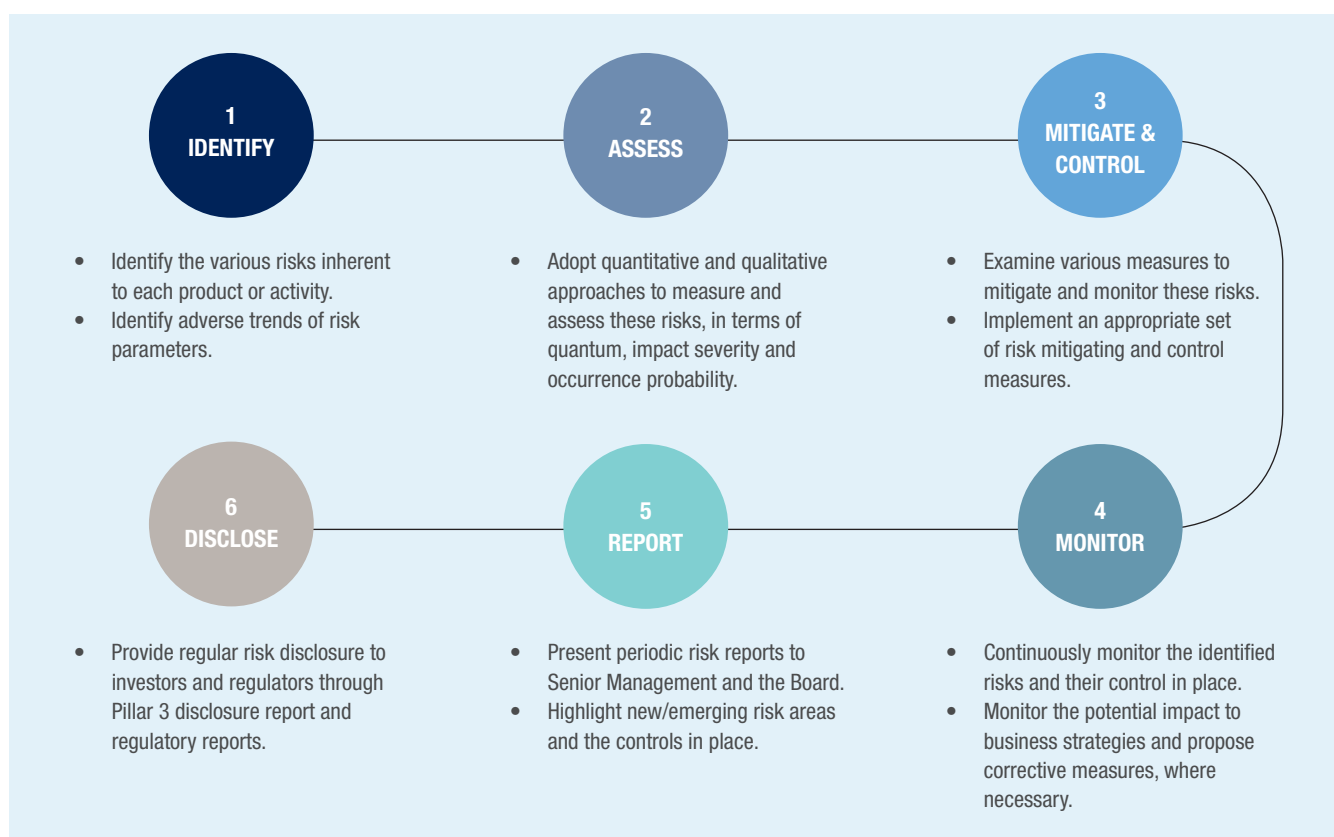 1
IDENTIFY
• Identify the various risks inherent
to each product or activity.
• Identify adverse trends of risk
parameters.
2
ASSESS
• Adopt quantitative and qualitative
approaches to measure and
assess these risks, in terms of
quantum, impact severity and
occurrence probability.
3
MITIGATE &
CONTROL
• Examine various measures to
mitigate and monitor these risks.
• Implement an appropriate set
of risk mitigating and control
measures.
4
MONITOR
• Continuously monitor the identified
risks and their control in place.
• Monitor the potential impact to
business strategies and propose
corrective measures, where
necessary.
5
REPORT
• Present periodic risk reports to
Senior Management and the Board.
• Highlight new/emerging risk areas
and the controls in place.
6
DISCLOSE
• Provide regular risk disclosure to
investors and regulators through
Pillar 3 disclosure report and
regulatory reports.